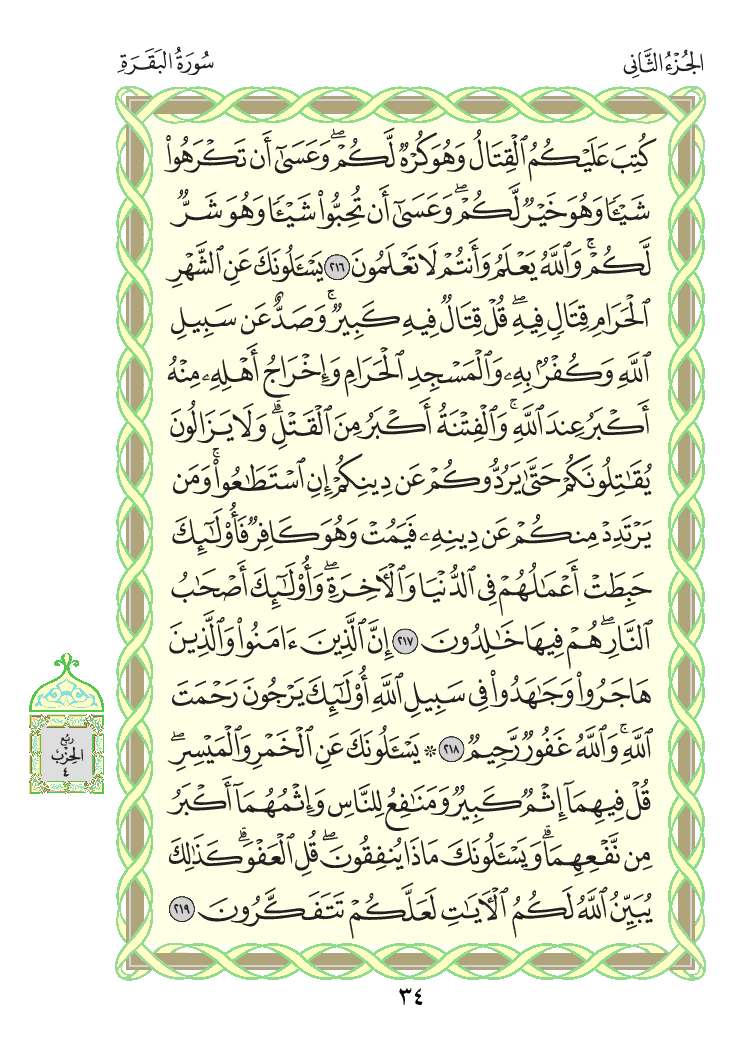 الجُزْءُ الثَّانِي
سُورَةُ البَقَرَةِ
كُتِبَ عَلَيْكُمُ ٱلْقِتَالُ وَهُوَ كُرْهٌ لَّكُمْ ۖ وَعَسَىٰٓ أَن تَكْرَهُوا۟
شَيْـًٔا وَهُوَ خَيْرٌ لَّكُمْ ۖ وَعَسَىٰٓ أَن تُحِبُّوا۟ شَيْـًٔا وَهُوَ شَرٌّ
لَّكُمْ ۗ وَٱللَّهُ يَعْلَمُ وَأَنتُمْ لَا تَعْلَمُونَ ٢١٦ يَسْـَٔلُونَكَ عَنِ ٱلشَّهْرِ
ٱلْحَرَامِ قِتَالٍ فِيهِ ۖ قُلْ قِتَالٌ فِيهِ كَبِيرٌ ۚ وَصَدٌّ عَن سَبِيلِ
ٱللَّهِ وَكُفْرٌۢ بِهِۦ وَٱلْمَسْجِدِ ٱلْحَرَامِ وَإِخْرَاجُ أَهْلِهِۦ مِنْهُ
أَكْبَرُ عِندَ ٱللَّهِ ۚ وَٱلْفِتْنَةُ أَكْبَرُ مِنَ ٱلْقَتْلِ ۗ وَلَا يَزَالُونَ
يُقَـٰتِلُونَكُمْ حَتَّىٰ يَرُدُّوكُمْ عَن دِينِكُمْ إِنِ ٱسْتَطَـٰعُوا۟ ۚ وَمَن
يَرْتَدِدْ مِنكُمْ عَن دِينِهِۦ فَيَمُتْ وَهُوَ كَافِرٌ فَأُو۟لَـٰٓئِكَ
حَبِطَتْ أَعْمَـٰلُهُمْ فِى ٱلدُّنْيَا وَٱلْـَٔاخِرَةِ ۖ وَأُو۟لَـٰٓئِكَ أَصْحَـٰبُ
ٱلنَّارِ ۖ هُمْ فِيهَا خَـٰلِدُونَ ٢١٧ إِنَّ ٱلَّذِينَ ءَامَنُوا۟ وَٱلَّذِينَ
هَاجَرُوا۟ وَجَـٰهَدُوا۟ فِى سَبِيلِ ٱللَّهِ أُو۟لَـٰٓئِكَ يَرْجُونَ رَحْمَتَ
ٱللَّهِ ۚ وَٱللَّهُ غَفُورٌ رَّحِيمٌ ٢١٨ ۞ يَسْـَٔلُونَكَ عَنِ ٱلْخَمْرِ وَٱلْمَيْسِرِ ۖ
قُلْ فِيهِمَآ إِثْمٌ كَبِيرٌ وَمَنَـٰفِعُ لِلنَّاسِ وَإِثْمُهُمَآ أَكْبَرُ
مِن نَّفْعِهِمَا ۗ وَيَسْـَٔلُونَكَ مَاذَا يُنفِقُونَ ۖ قُلِ ٱلْعَفْوَ ۗ كَذَٰلِكَ
يُبَيِّنُ ٱللَّهُ لَكُمُ ٱلْـَٔايَـٰتِ لَعَلَّكُمْ تَتَفَكَّرُونَ ٢١٩
رُبُع
الحِزْب
٤
٣٤